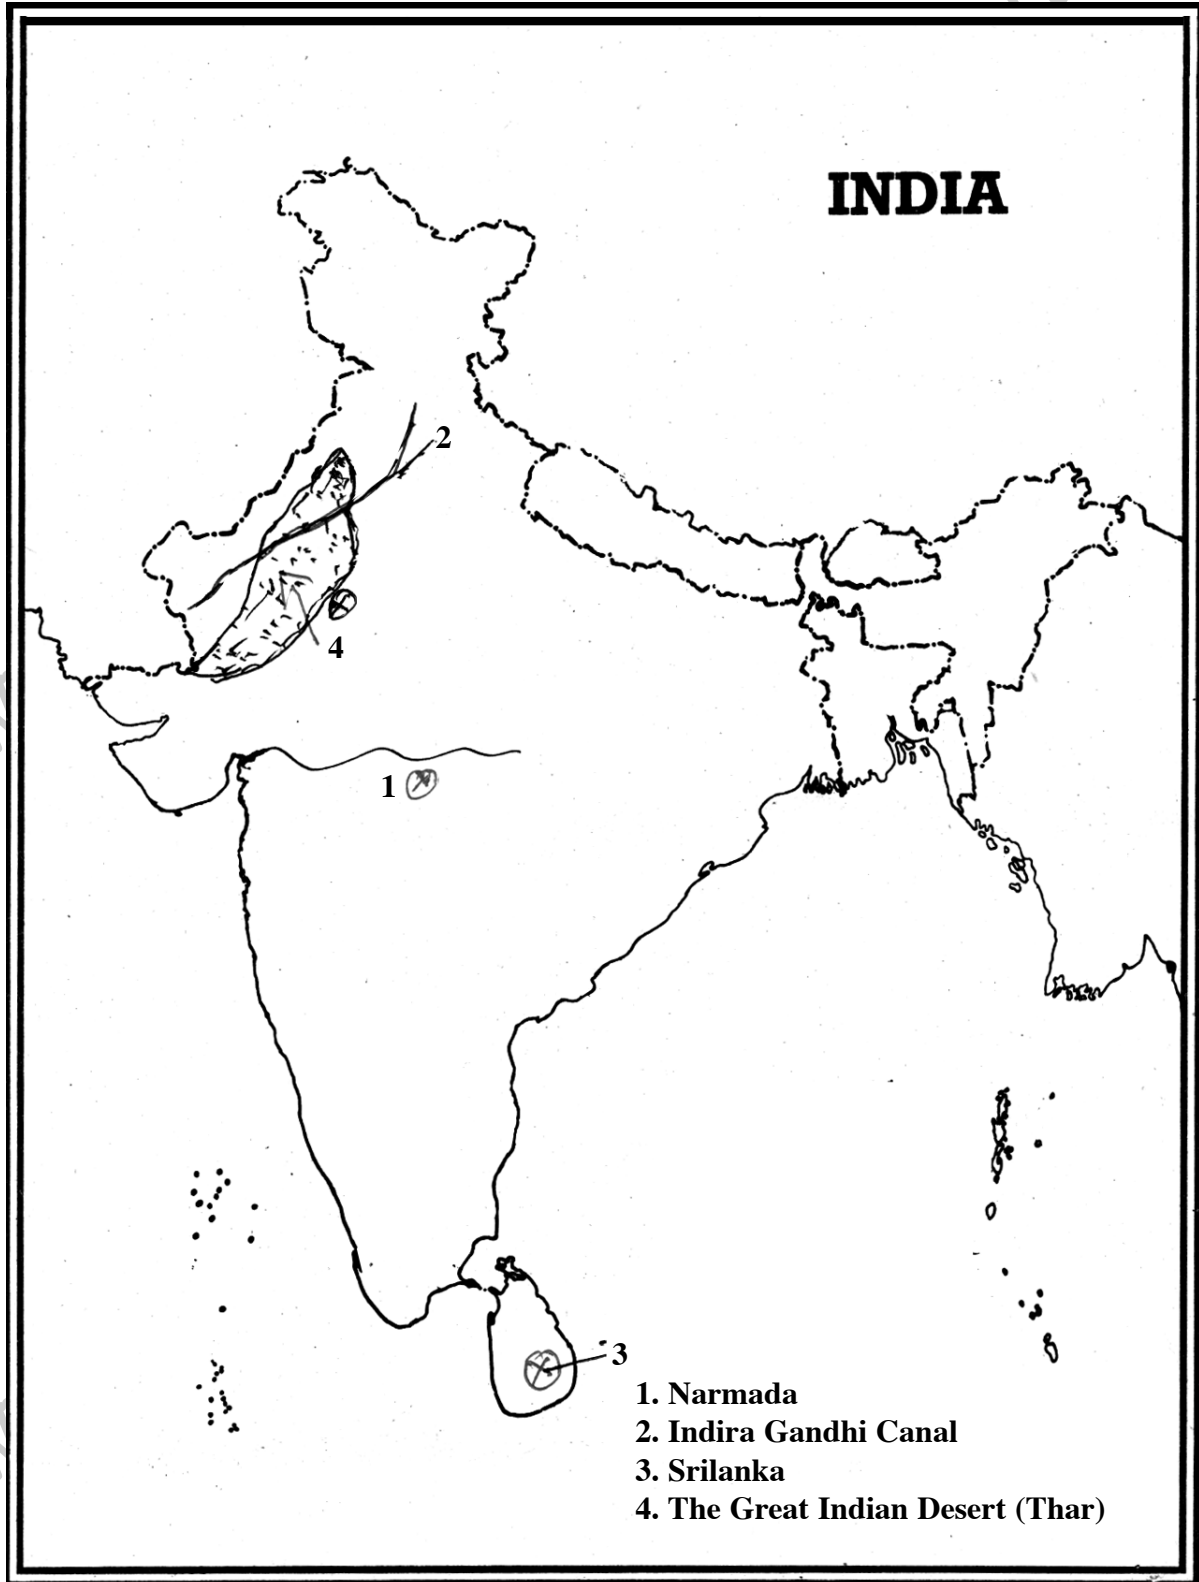 INDIA
2
4
1
3
1. Narmada
2. Indira Gandhi Canal
3. Srilanka
4. The Great Indian Desert (Thar)